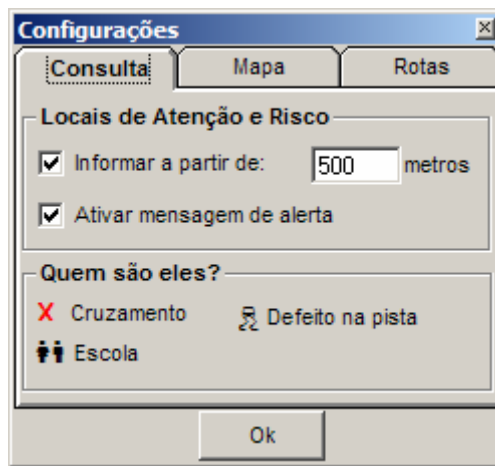 Configurações
Consulta Mapa Rotas
Locais de Atenção e Risco
Informar a partir de: 500 metros
Ativar mensagem de alerta
Quem são eles?
X Cruzamento Defeito na pista
Escola
Ok